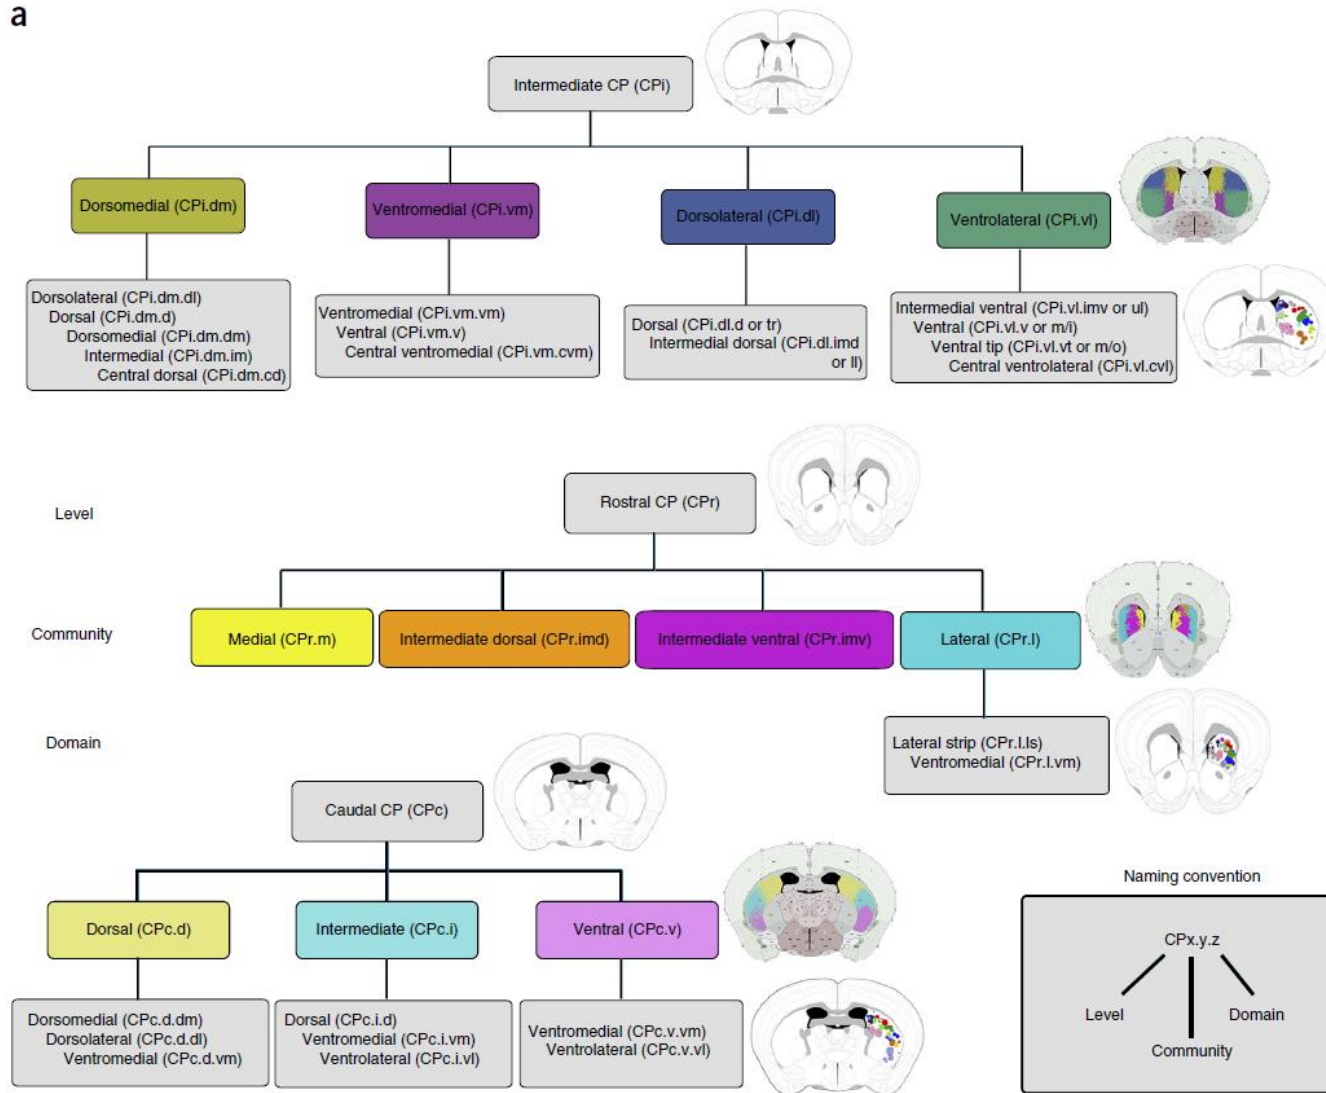 a
Intermediate CP (CPi)
Dorsomedial (CPi.dm)
Ventromedial (CPi.vm)
Dorsolateral (CPi.dl)
Ventrolateral (CPi.vl)
Dorsolateral (CPi.dm.dl)
Dorsal (CPi.dm.d)
Dorsomedial (CPi.dm.dm)
Intermedial (CPi.dm.im)
Central dorsal (CPi.dm.cd)
Ventromedial (CPi.vm.vm)
Ventral (CPi.vm.v)
Central ventromedial (CPi.vm.cvm)
Dorsal (CPi.dl.d or tr)
Intermedial dorsal (CPi.dl.imd
or ll)
Intermedial ventral (CPi.vl.imv or ul)
Ventral (CPi.vl.v or m/i)
Ventral tip (CPi.vl.vt or m/o)
Central ventrolateral (CPi.vl.cvl)
Level
Rostral CP (CPr)
Community
Medial (CPr.m)
Intermediate dorsal (CPr.imd)
Intermediate ventral (CPr.imv)
Lateral (CPr.l)
Domain
Lateral strip (CPr.l.ls)
Ventromedial (CPr.l.vm)
Caudal CP (CPc)
Dorsal (CPc.d)
Intermediate (CPc.i)
Ventral (CPc.v)
Dorsomedial (CPc.d.dm)
Dorsolateral (CPc.d.dl)
Ventromedial (CPc.d.vm)
Dorsal (CPc.i.d)
Ventromedial (CPc.i.vm)
Ventrolateral (CPc.i.vl)
Ventromedial (CPc.v.vm)
Ventrolateral (CPc.v.vl)
Naming convention
CPx.y.z
Level
Domain
Community